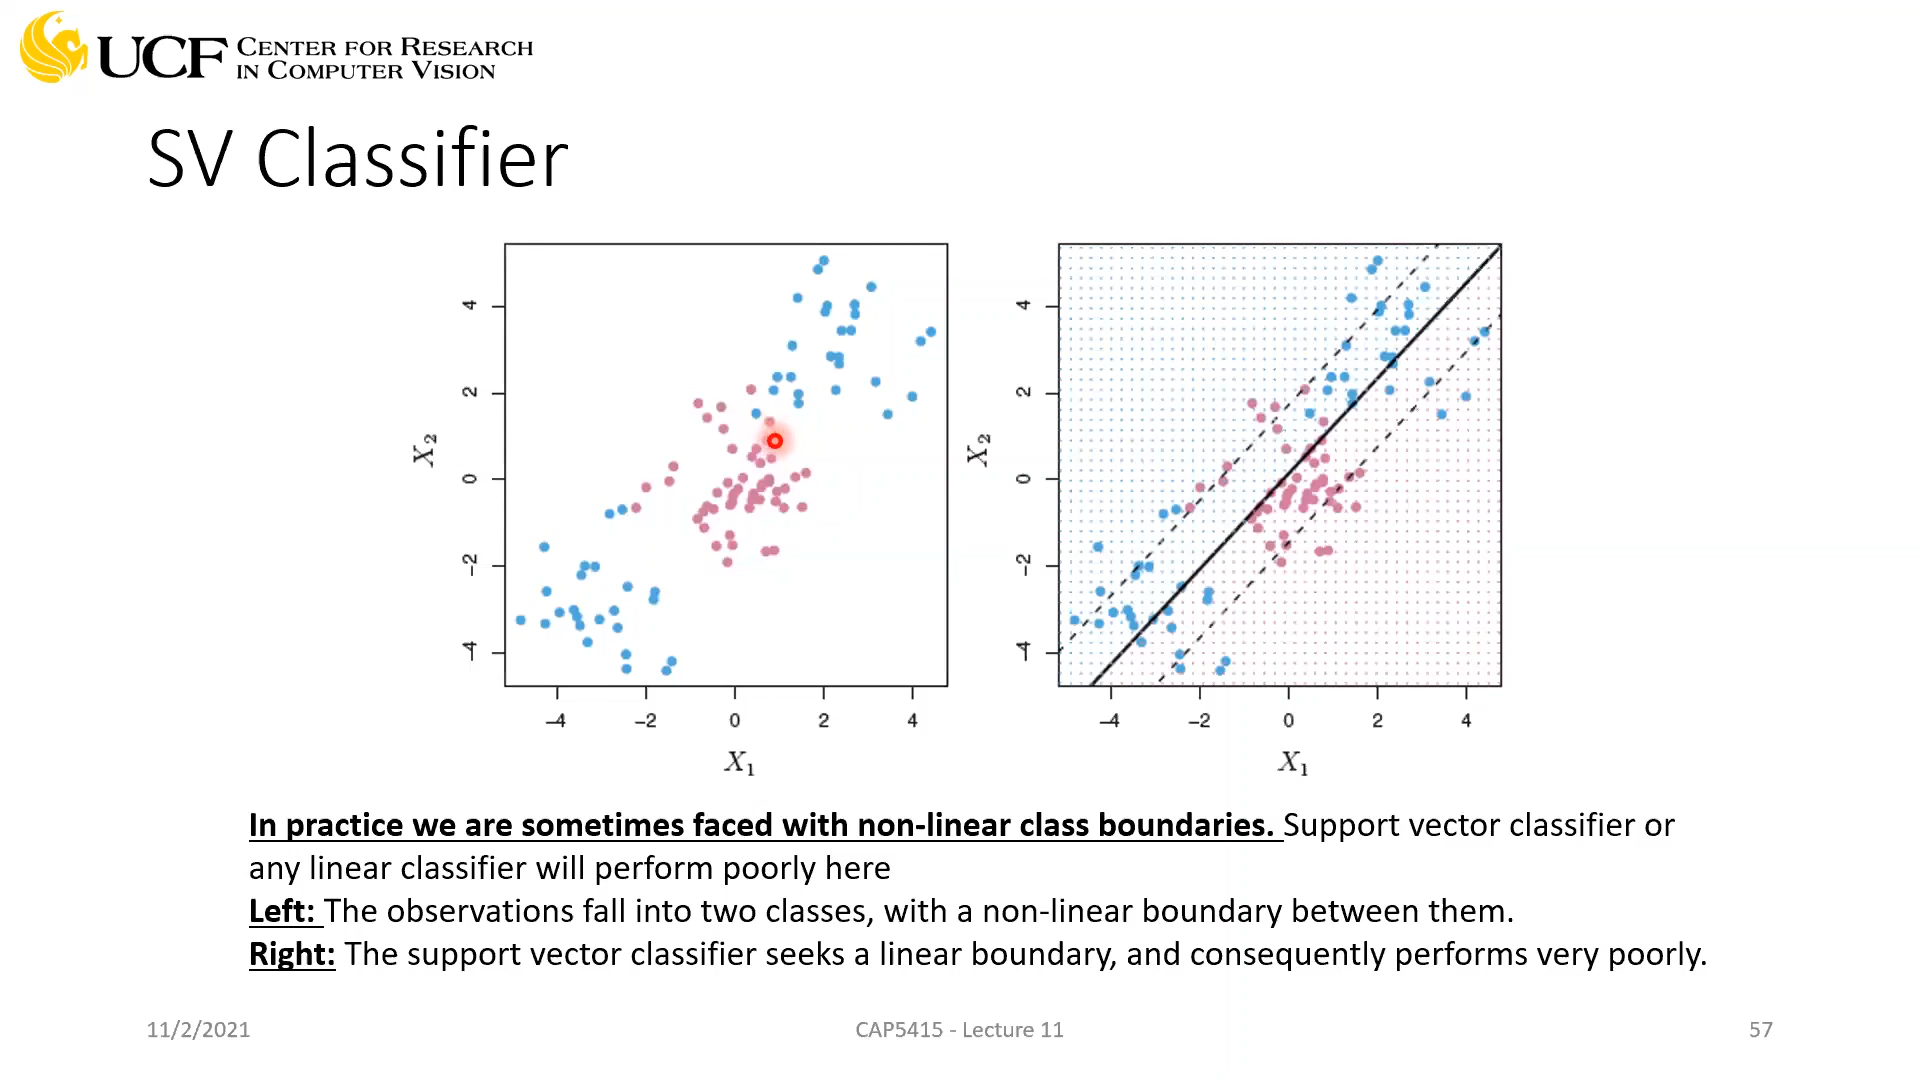 UCF CENTER FOR RESEARCH
IN COMPUTER VISION
SV Classifier
4
2
0
-2
-4
X2
-4 -2 0 2 4
X1
4
2
0
-2
-4
X2
-4 -2 0 2 4
X1
In practice we are sometimes faced with non-linear class boundaries. Support vector classifier or
any linear classifier will perform poorly here
Left: The observations fall into two classes, with a non-linear boundary between them.
Right: The support vector classifier seeks a linear boundary, and consequently performs very poorly.
11/2/2021
CAP5415 - Lecture 11
57